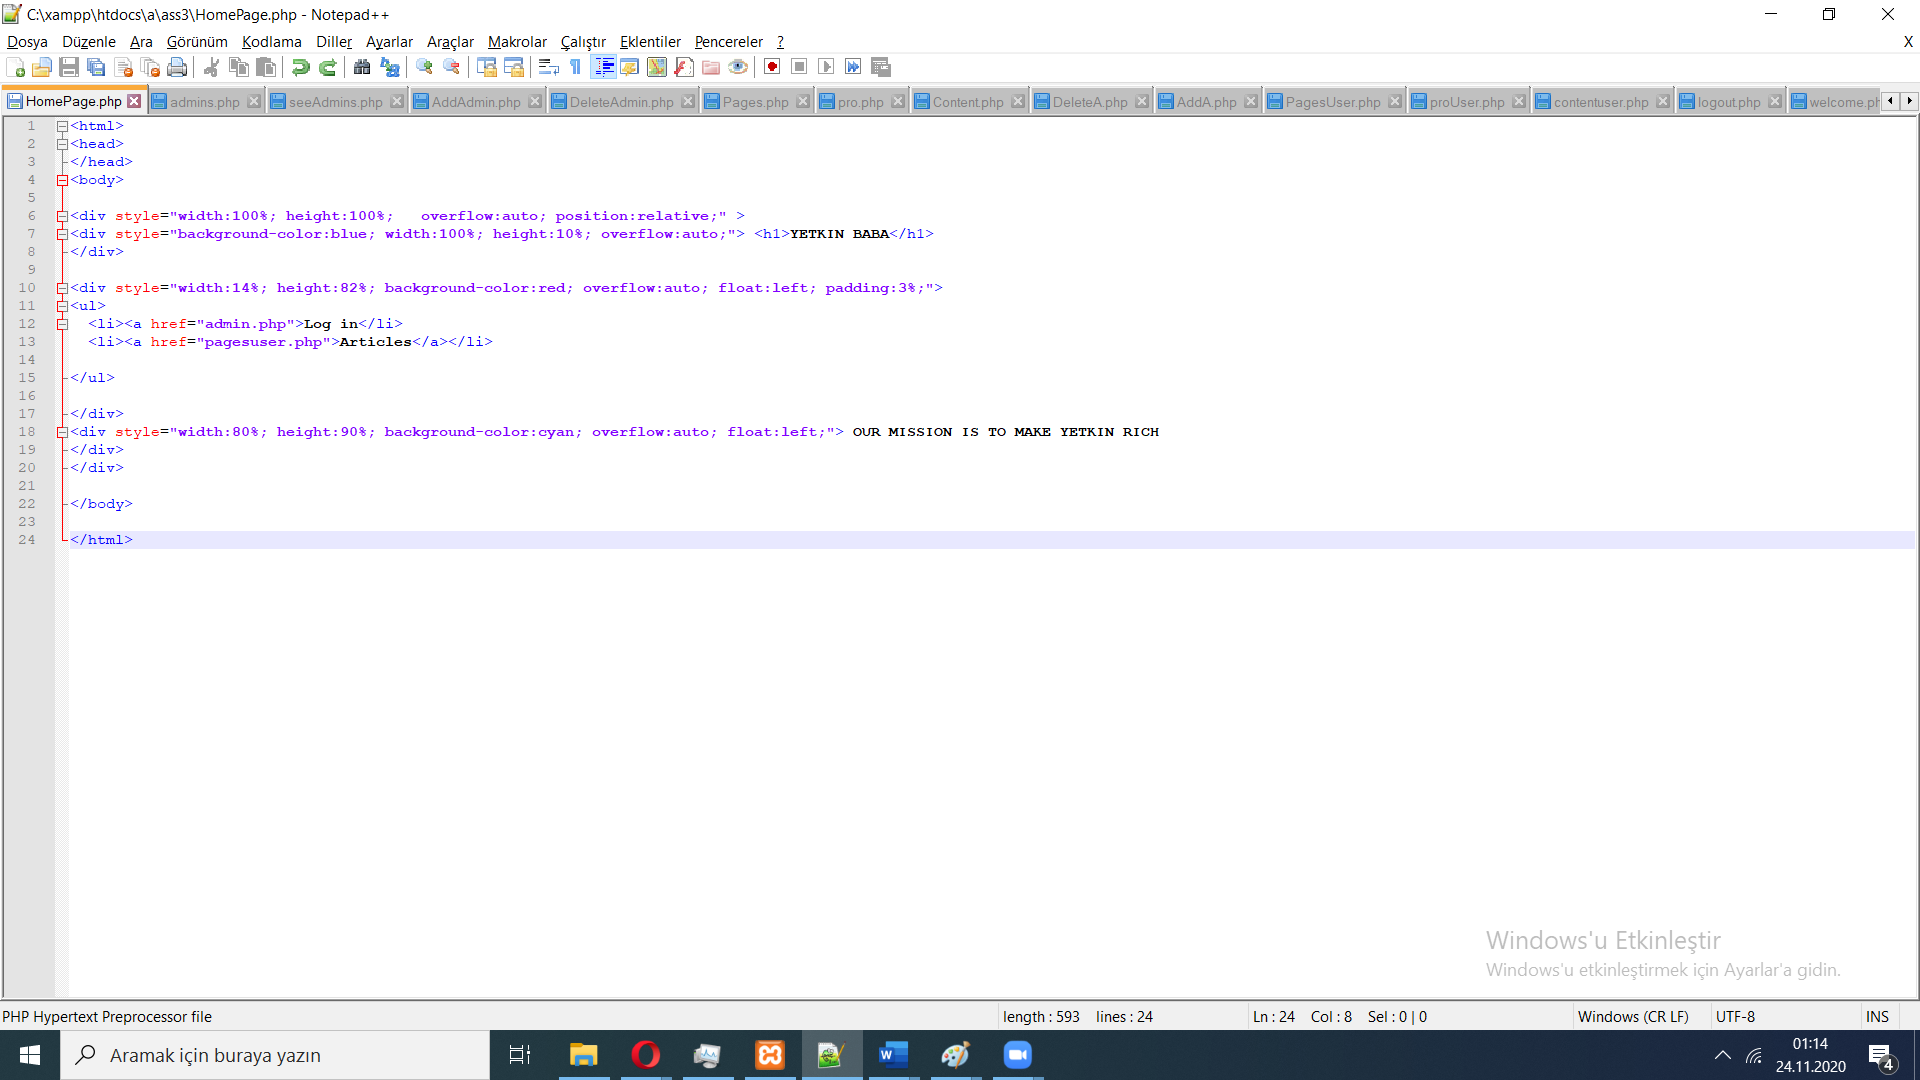 C:\xampp\htdocs\a\ass3\HomePage.php - Notepad++
Dosya Düzenle Ara Görünüm Kodlama Diller Ayarlar Araçlar Makrolar Çalıştır Eklentiler Pencereler ? X
HomePage.php admins.php seeAdmins.php AddAdmin.php DeleteAdmin.php Pages.php pro.php Content.php DeleteA.php AddA.php PagesUser.php proUser.php contentuser.php logout.php welcome.ph
1 <html>
2 <head>
3 </head>
4 <body>
5
6 <div style="width:100%; height:100%;   overflow:auto; position:relative;" >
7 <div style="background-color:blue; width:100%; height:10%; overflow:auto;"> <h1>YETKIN BABA</h1>
8 </div>
9
10 <div style="width:14%; height:82%; background-color:red; overflow:auto; float:left; padding:3%;">
11 <ul>
12   <li><a href="admin.php">Log in</li>
13   <li><a href="pagesuser.php">Articles</a></li>
14
15 </ul>
16
17 </div>
18 <div style="width:80%; height:90%; background-color:cyan; overflow:auto; float:left;"> OUR MISSION IS TO MAKE YETKIN RICH
19 </div>
20 </div>
21
22 </body>
23
24 </html>
Windows'u Etkinleştir
Windows'u etkinleştirmek için Ayarlar'a gidin.
PHP Hypertext Preprocessor file length : 593 lines : 24 Ln : 24 Col : 8 Sel : 0 | 0 Windows (CR LF) UTF-8 INS
Aramak için buraya yazın
01:14
24.11.2020
4